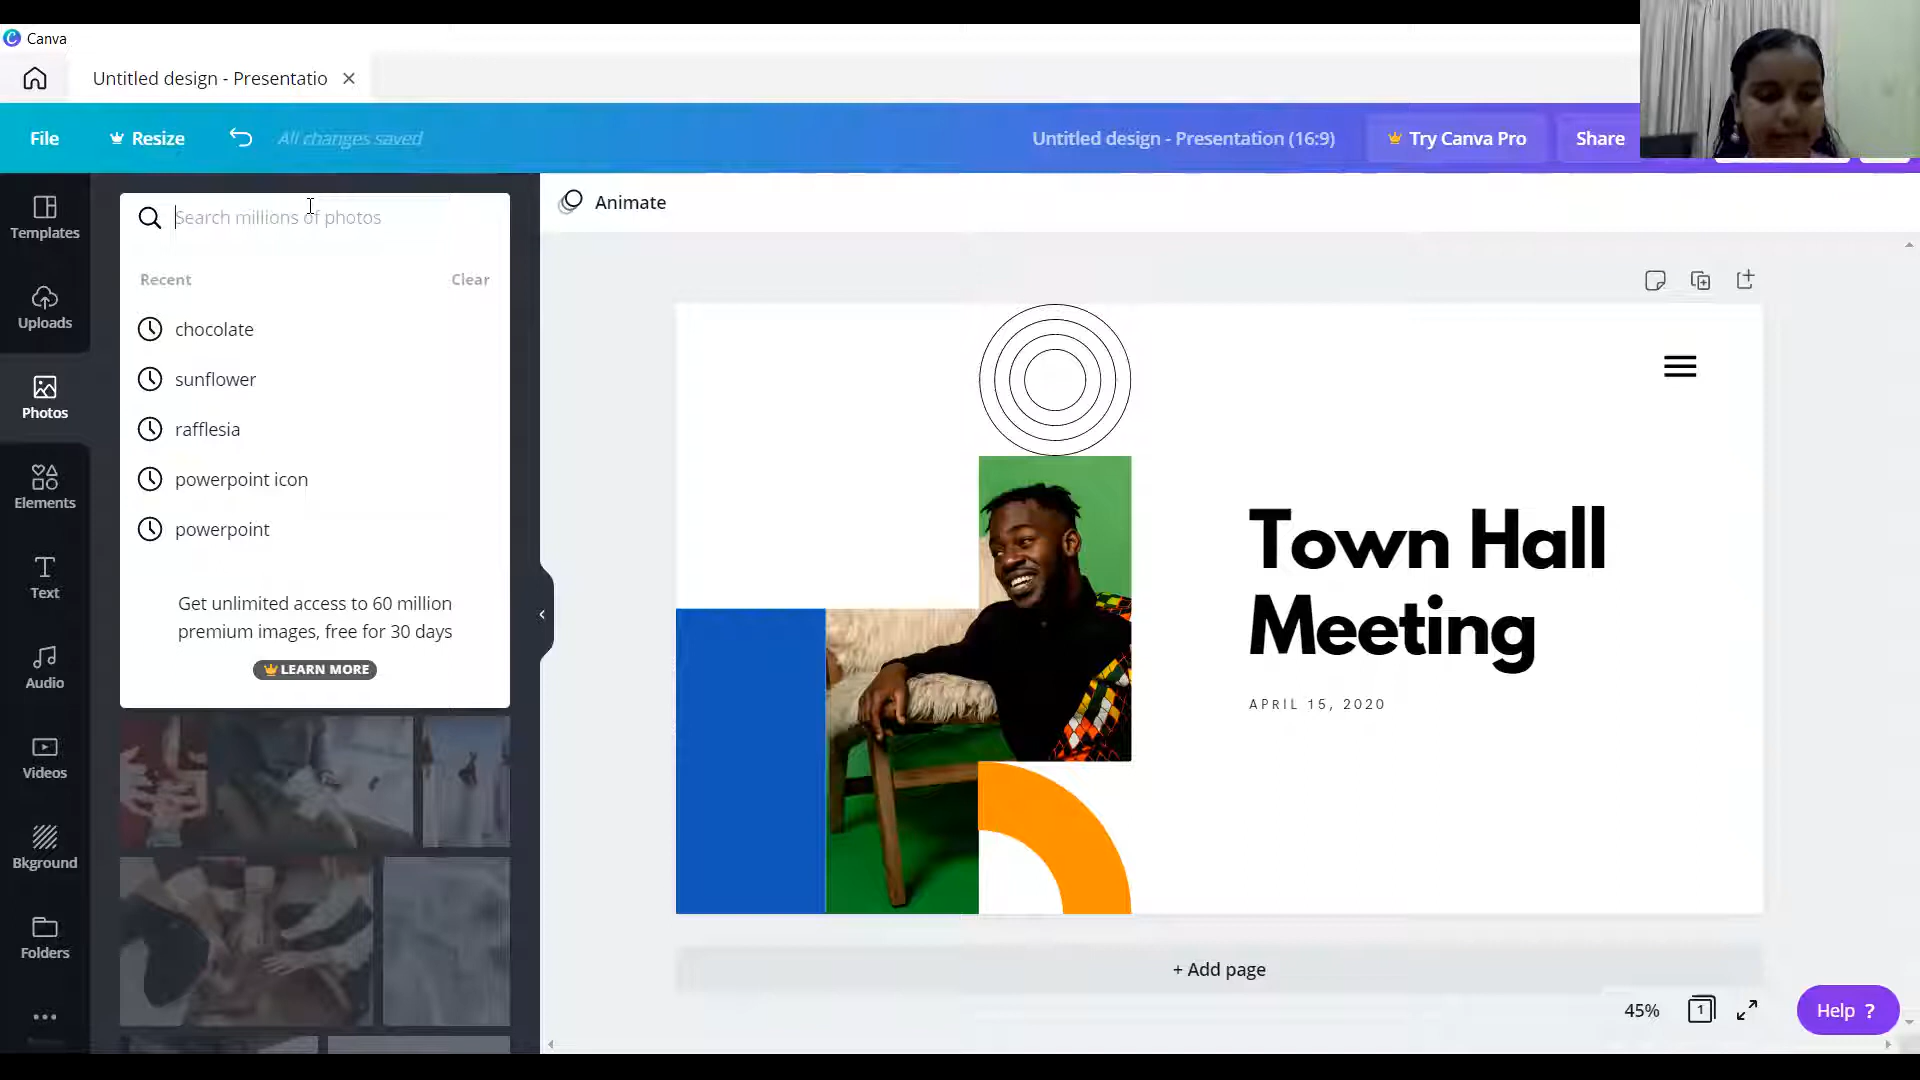 Canva
Untitled design - Presentatio
File
Resize
All changes saved
Untitled design - Presentation (16:9)
Try Canva Pro
Share
Templates
Uploads
Photos
Elements
Text
Audio
Videos
Bkground
Folders
Search millions of photos
Recent
Clear
chocolate
sunflower
rafflesia
powerpoint icon
powerpoint
Get unlimited access to 60 million
premium images, free for 30 days
LEARN MORE
Animate
Town Hall
Meeting
APRIL 15, 2020
+ Add page
45%
1
Help ?